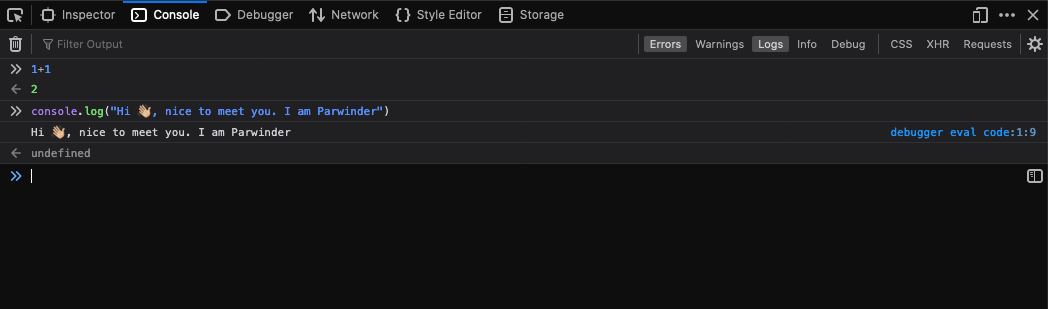 Inspector Console Debugger Network {} Style Editor Storage
Filter Output Errors Warnings Logs Info Debug CSS XHR Requests
» 1+1
← 2
» console.log("Hi 👋🏼, nice to meet you. I am Parwinder")
Hi 👋🏼, nice to meet you. I am Parwinder debugger eval code:1:9
← undefined
»